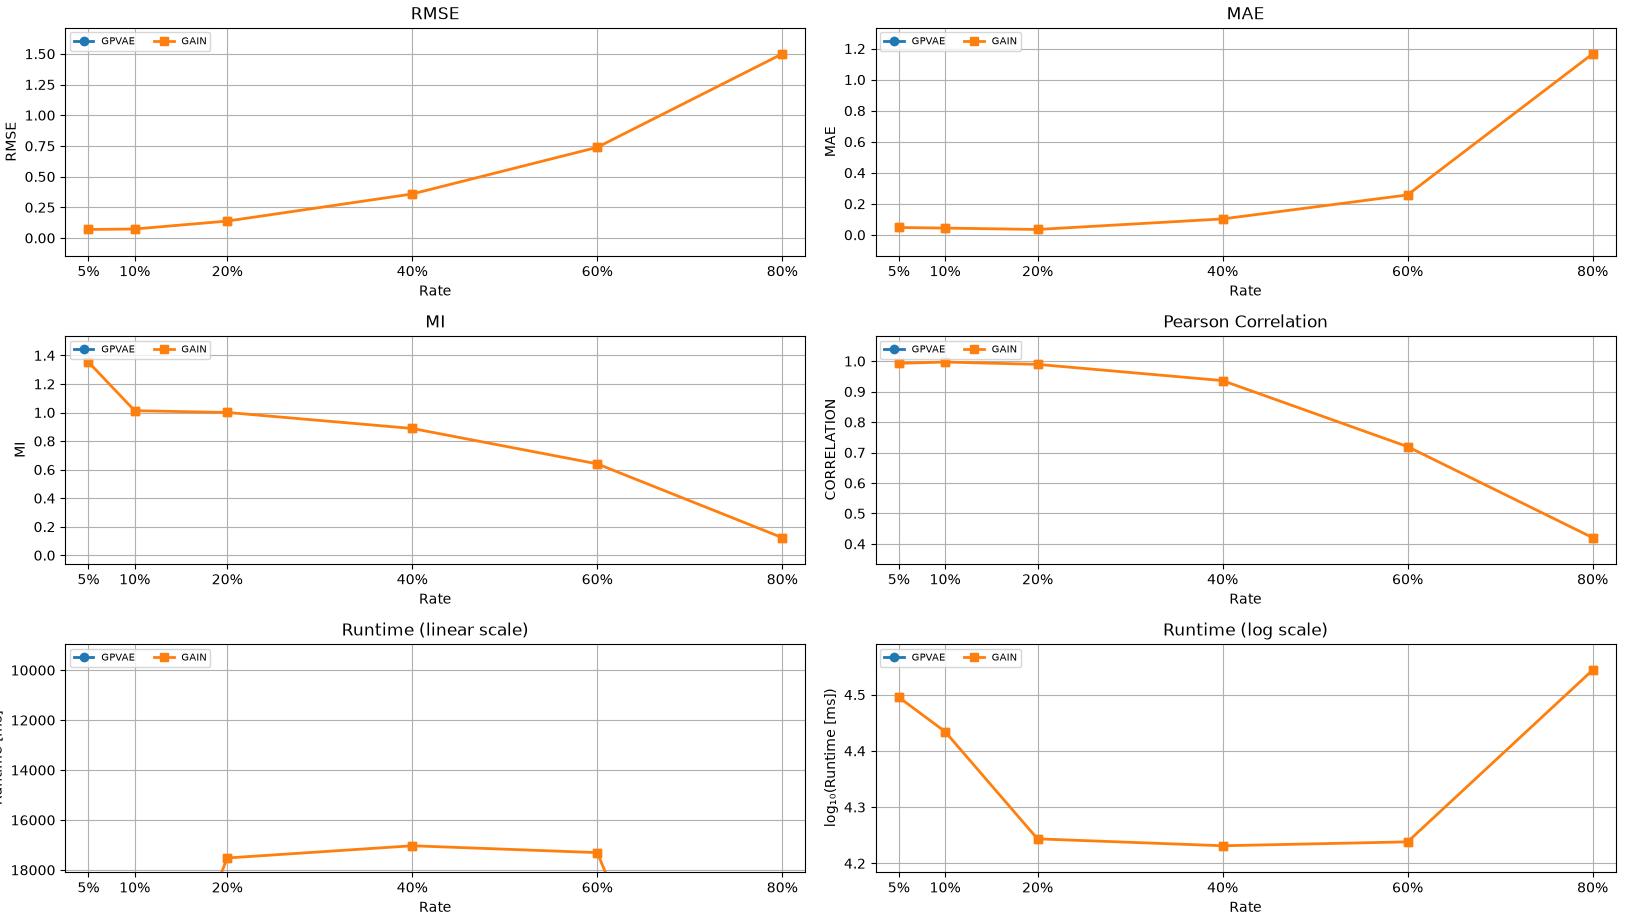 RMSE
GPVAE GAIN
1.50
1.25
1.00
0.75
0.50
0.25
0.00
RMSE
5% 10% 20% 40% 60% 80%
Rate
MAE
GPVAE GAIN
1.2
1.0
0.8
0.6
0.4
0.2
0.0
MAE
5% 10% 20% 40% 60% 80%
Rate
MI
GPVAE GAIN
1.4
1.2
1.0
0.8
0.6
0.4
0.2
0.0
MI
5% 10% 20% 40% 60% 80%
Rate
Pearson Correlation
GPVAE GAIN
1.0
0.9
0.8
0.7
0.6
0.5
0.4
CORRELATION
5% 10% 20% 40% 60% 80%
Rate
Runtime (linear scale)
GPVAE GAIN
10000
12000
14000
16000
18000
5% 10% 20% 40% 60% 80%
Rate
Runtime (log scale)
GPVAE GAIN
4.5
4.4
4.3
4.2
log₁₀(Runtime [ms])
5% 10% 20% 40% 60% 80%
Rate